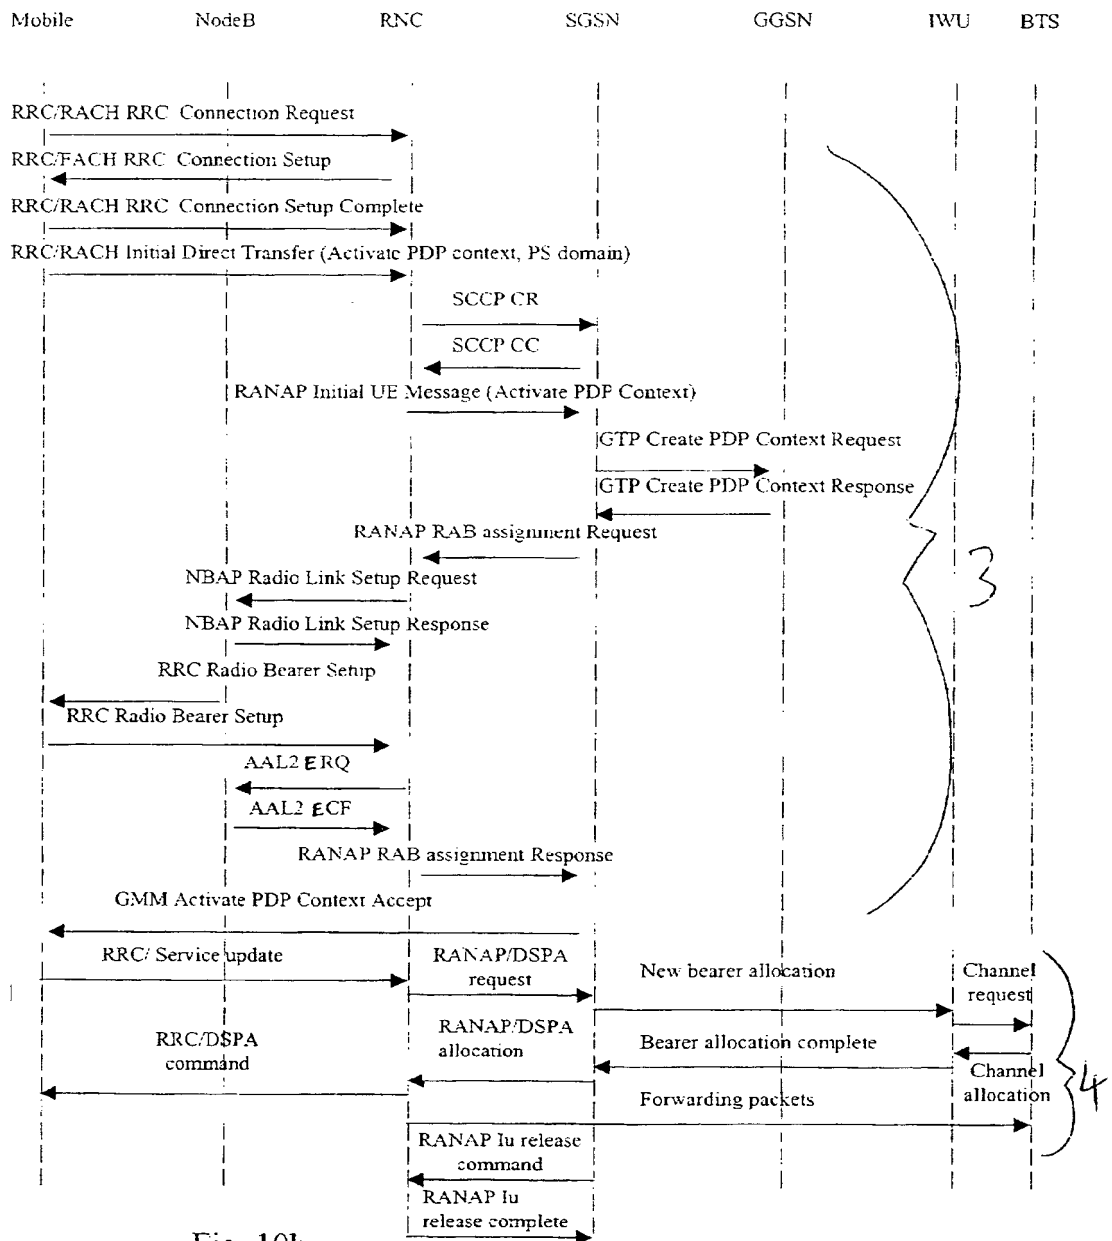 Mobile NodeB RNC SGSN GGSN IWU BTS
RRC/RACH RRC Connection Request
RRC/FACH RRC Connection Setup
RRC/RACH RRC Connection Setup Complete
RRC/RACH Initial Direct Transfer (Activate PDP context, PS domain)
SCCP CR
SCCP CC
RANAP Initial UE Message (Activate PDP Context)
GTP Create PDP Context Request
GTP Create PDP Context Response
RANAP RAB assignment Request
3
NBAP Radio Link Setup Request
NBAP Radio Link Setup Response
RRC Radio Bearer Setup
RRC Radio Bearer Setup
AAL2 ERQ
AAL2 ECF
RANAP RAB assignment Response
GMM Activate PDP Context Accept
RRC/ Service update
RANAP/DSPA
request
New bearer allocation
Channel
request
RRC/DSPA
command
RANAP/DSPA
allocation
Bearer allocation complete
Channel
allocation
4
Forwarding packets
RANAP Iu release
command
RANAP Iu
release complete